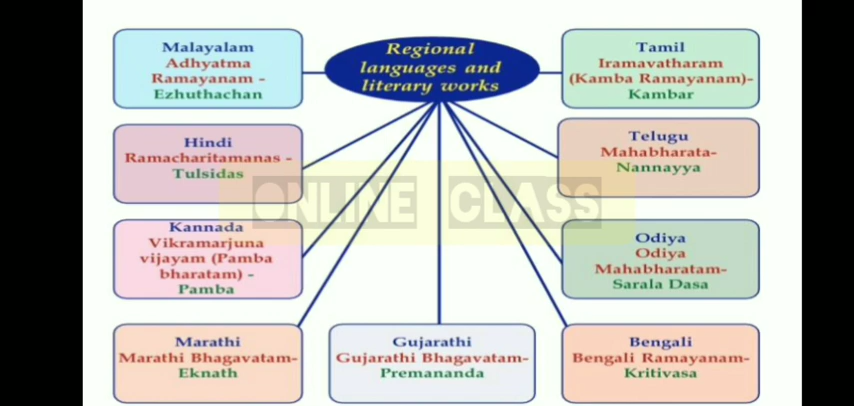 Regional
languages and
literary works
Malayalam
Adhyatma
Ramayanam -
Ezhuthachan
Tamil
Iramavatharam
(Kamba Ramayanam)-
Kambar
Hindi
Ramacharitamanas -
Tulsidas
Telugu
Mahabharata-
Nannayya
ONLINE CLASS
Kannada
Vikramarjuna
vijayam (Pamba
bharatam) -
Pamba
Odiya
Odiya
Mahabharatam-
Sarala Dasa
Marathi
Marathi Bhagavatam-
Eknath
Gujarathi
Gujarathi Bhagavatam-
Premananda
Bengali
Bengali Ramayanam-
Kritivasa